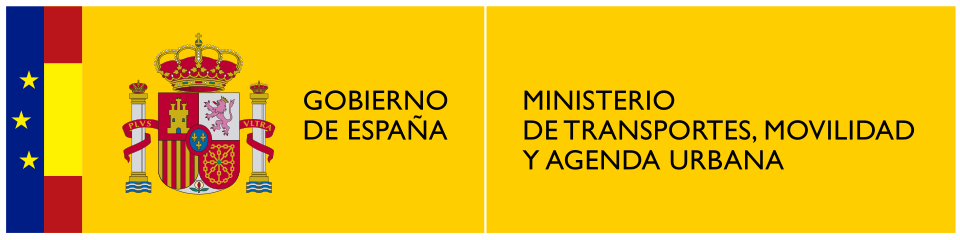 GOBIERNO
DE ESPAÑA
PLVS VLTRA
MINISTERIO
DE TRANSPORTES, MOVILIDAD
Y AGENDA URBANA